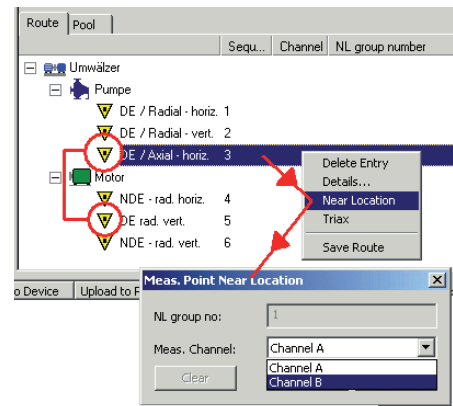 Route Pool
Sequ... Channel NL group number
Umwälzer
Pumpe
DE / Radial - horiz. 1
DE / Radial - vert. 2
DE / Axial - horiz. 3
Motor
NDE - rad. horiz. 4
DE rad. vert. 5
NDE - rad. vert. 6
Delete Entry
Details...
Near Location
Triax
Save Route
o Device Upload to
Meas. Point Near Location
NL group no: 1
Meas. Channel: Channel A
Channel A
Channel B
Clear